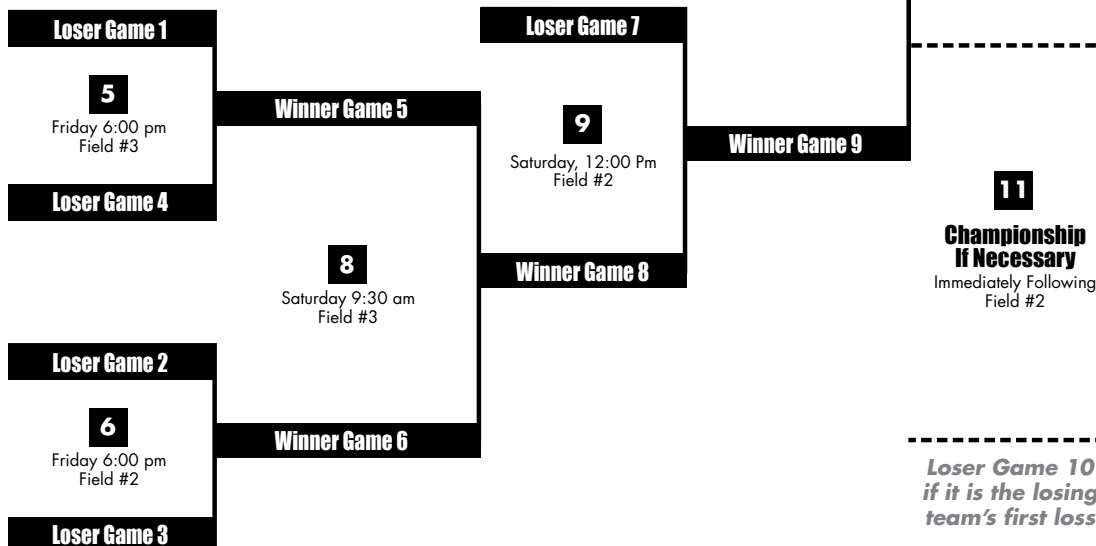 Loser Game 1
5
Friday 6:00 pm
Field #3
Loser Game 4
Winner Game 5
8
Saturday 9:30 am
Field #3
Loser Game 2
6
Friday 6:00 pm
Field #2
Loser Game 3
Winner Game 6
Loser Game 7
9
Saturday, 12:00 Pm
Field #2
Winner Game 8
Winner Game 9
11
Championship
If Necessary
Immediately Following
Field #2
Loser Game 10
if it is the losing
team's first loss